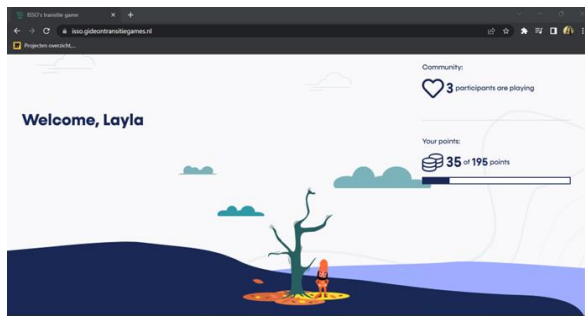 ISSO's transitie game
isso.gideontransitiegames.nl
Projecten overzicht,...
Community:
3 participants are playing
Welcome, Layla
Your points:
35 of 195 points